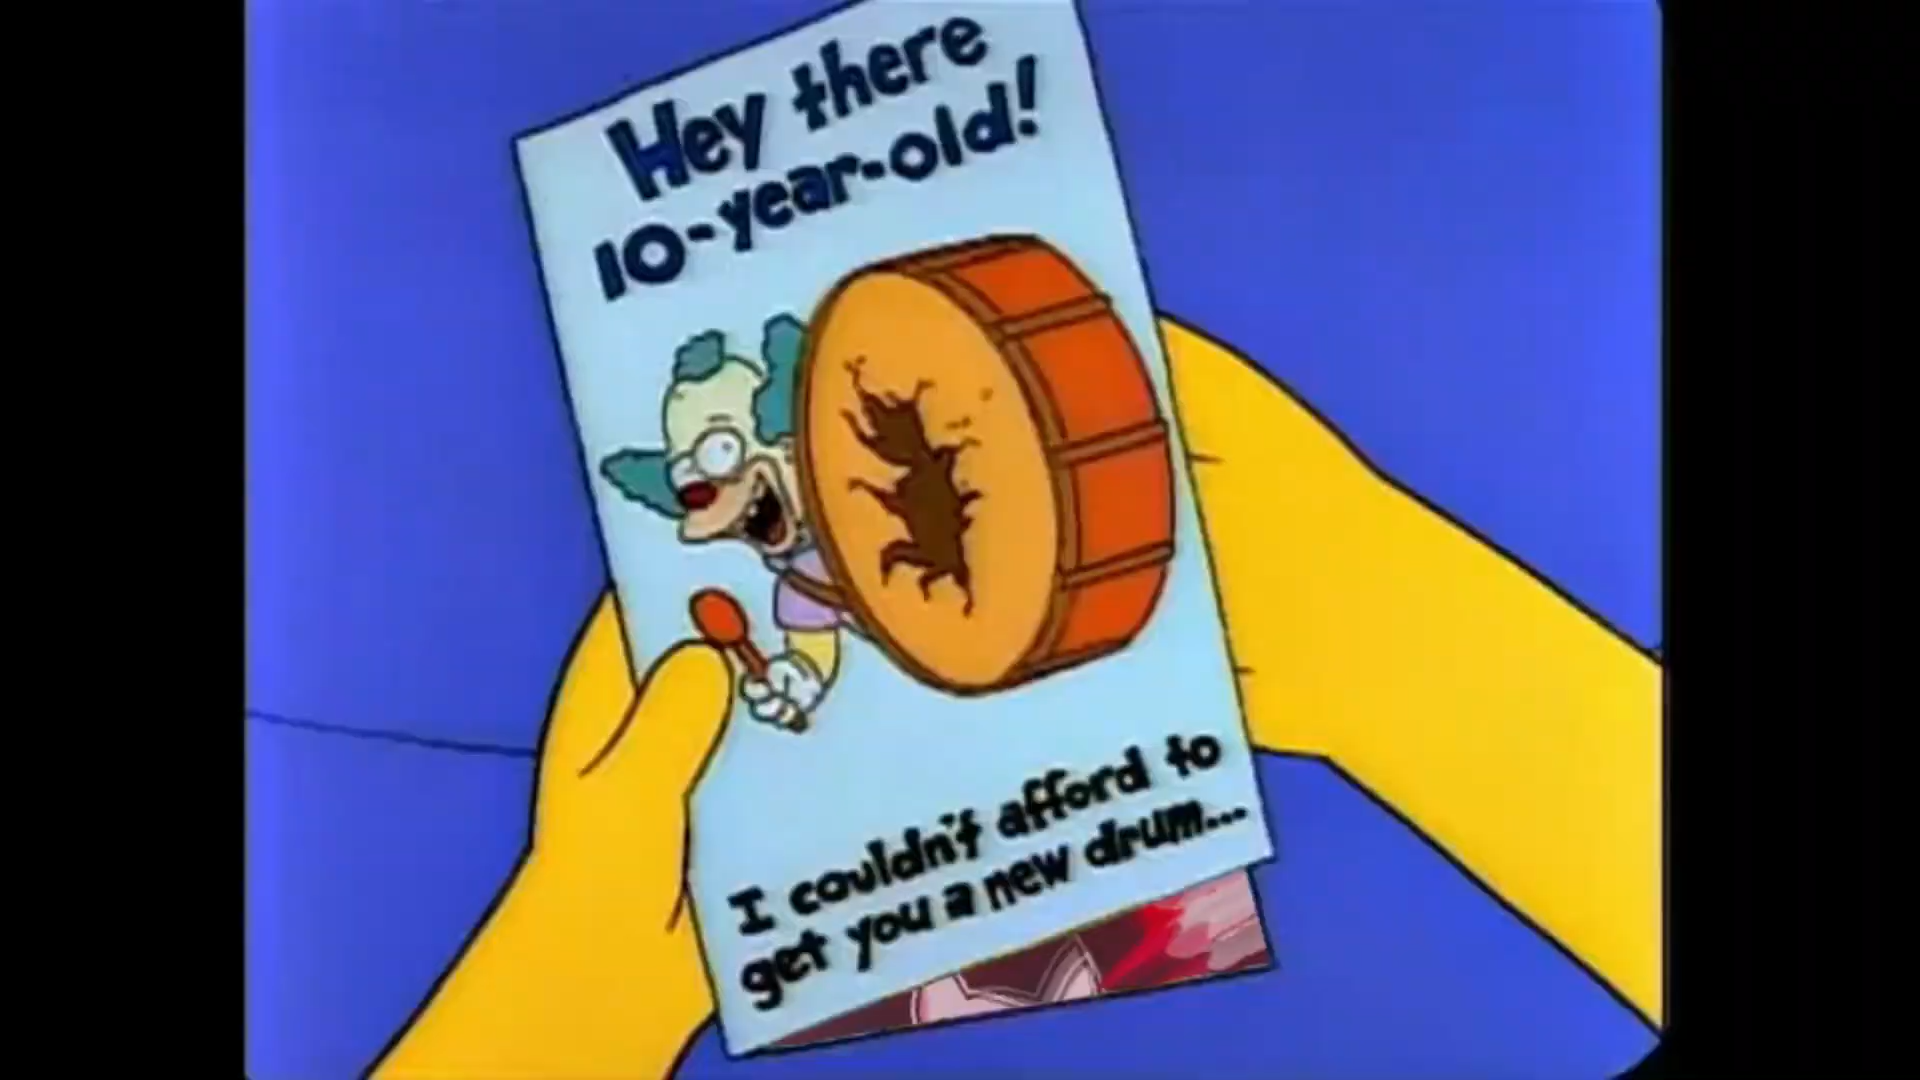 Hey there
10-year-old!
I couldn't afford to
get you a new drum...